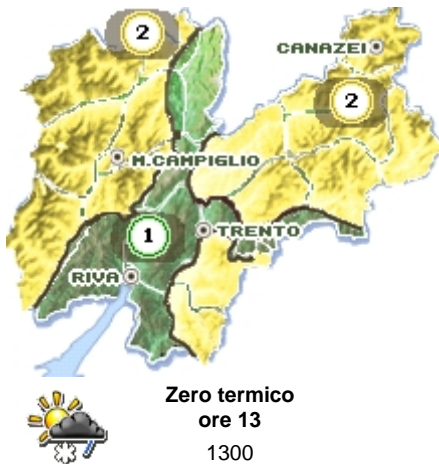 2
CANAZEI
2
M.CAMPIGLIO
1
TRENTO
RIVA
Zero termico
ore 13
1300